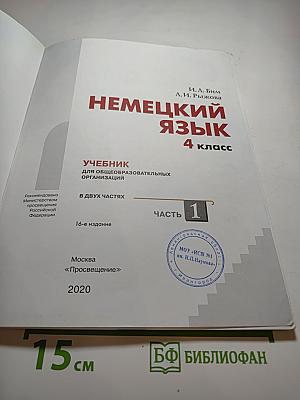 И. Л. Бим
Л. И. Рыжова
НЕМЕЦКИЙ
ЯЗЫК
4 класс
УЧЕБНИК
ДЛЯ ОБЩЕОБРАЗОВАТЕЛЬНЫХ
ОРГАНИЗАЦИЙ
В ДВУХ ЧАСТЯХ
ЧАСТЬ 1
Рекомендовано
Министерством
просвещения
Российской
Федерации
16-е издание
Москва
«Просвещение»
2020
15 см
БФ БИБЛИОФАН